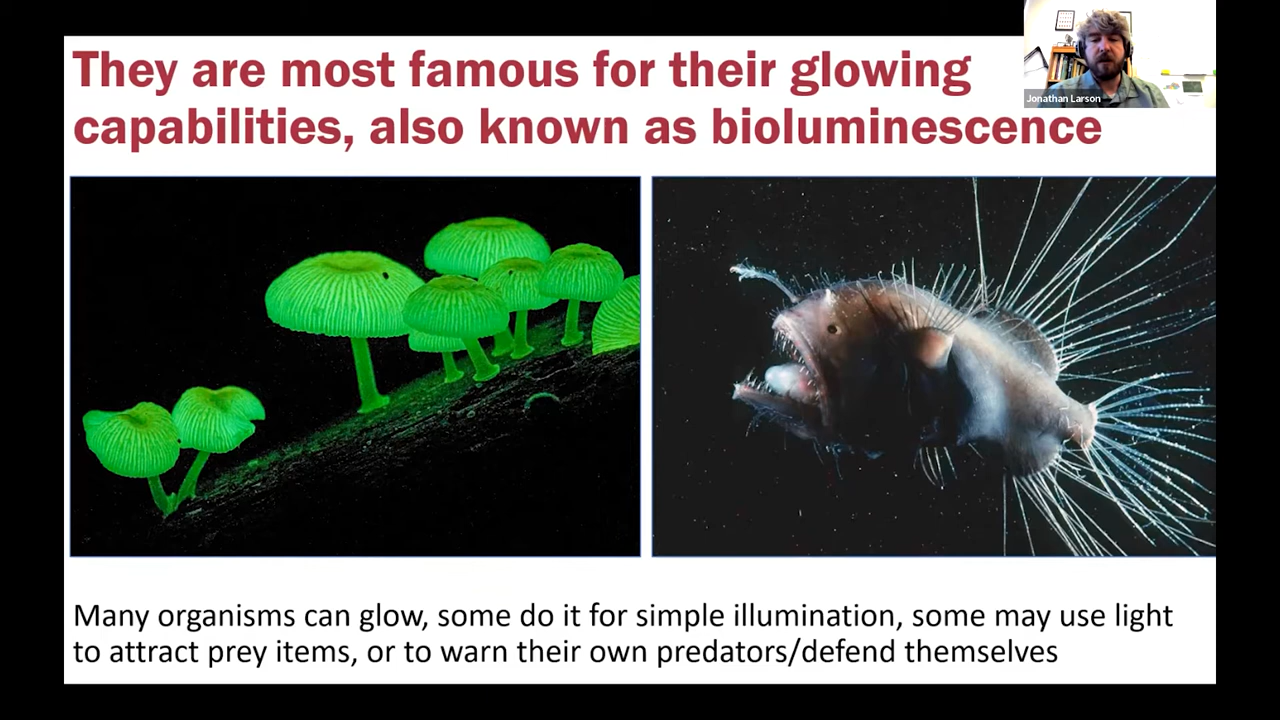 They are most famous for their glowing
capabilities, also known as bioluminescence
Jonathan Larson
Many organisms can glow, some do it for simple illumination, some may use light
to attract prey items, or to warn their own predators/defend themselves